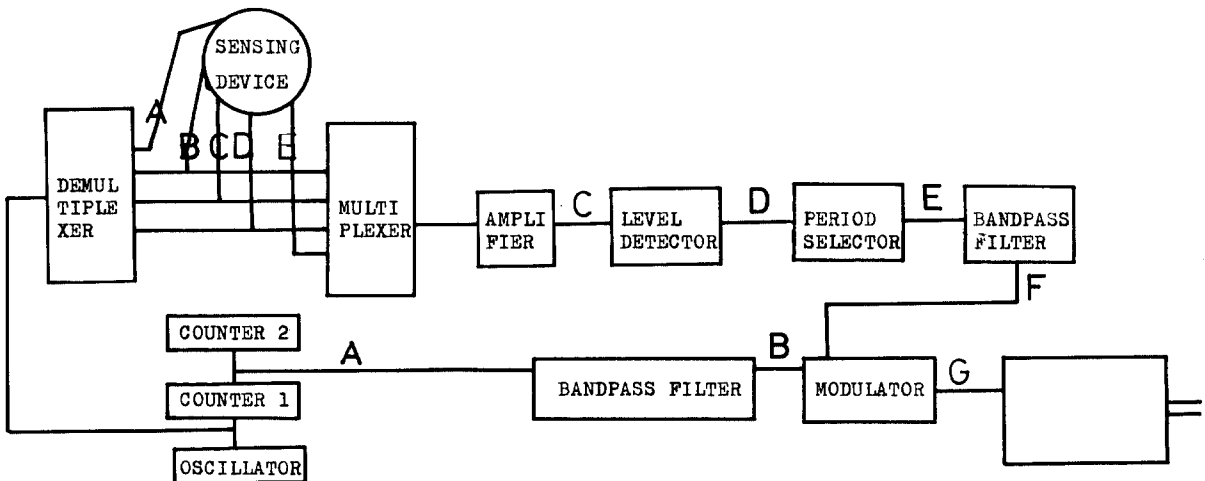 SENSING
DEVICE
A
B C D E
DEMUL
TIPLE
XER
MULTI
PLEXER
AMPLI
FIER
C
LEVEL
DETECTOR
D
PERIOD
SELECTOR
E
BANDPASS
FILTER
F
COUNTER 2
A
B
COUNTER 1
BANDPASS FILTER
MODULATOR
G
OSCILLATOR